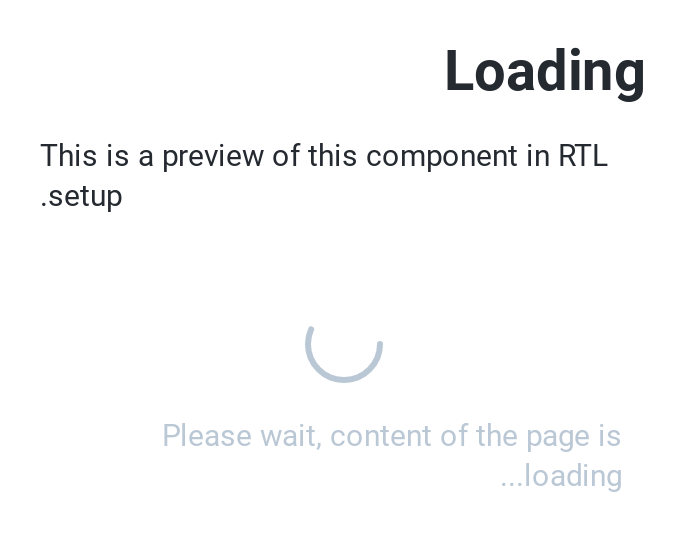 Loading
This is a preview of this component in RTL
.setup
Please wait, content of the page is
...loading